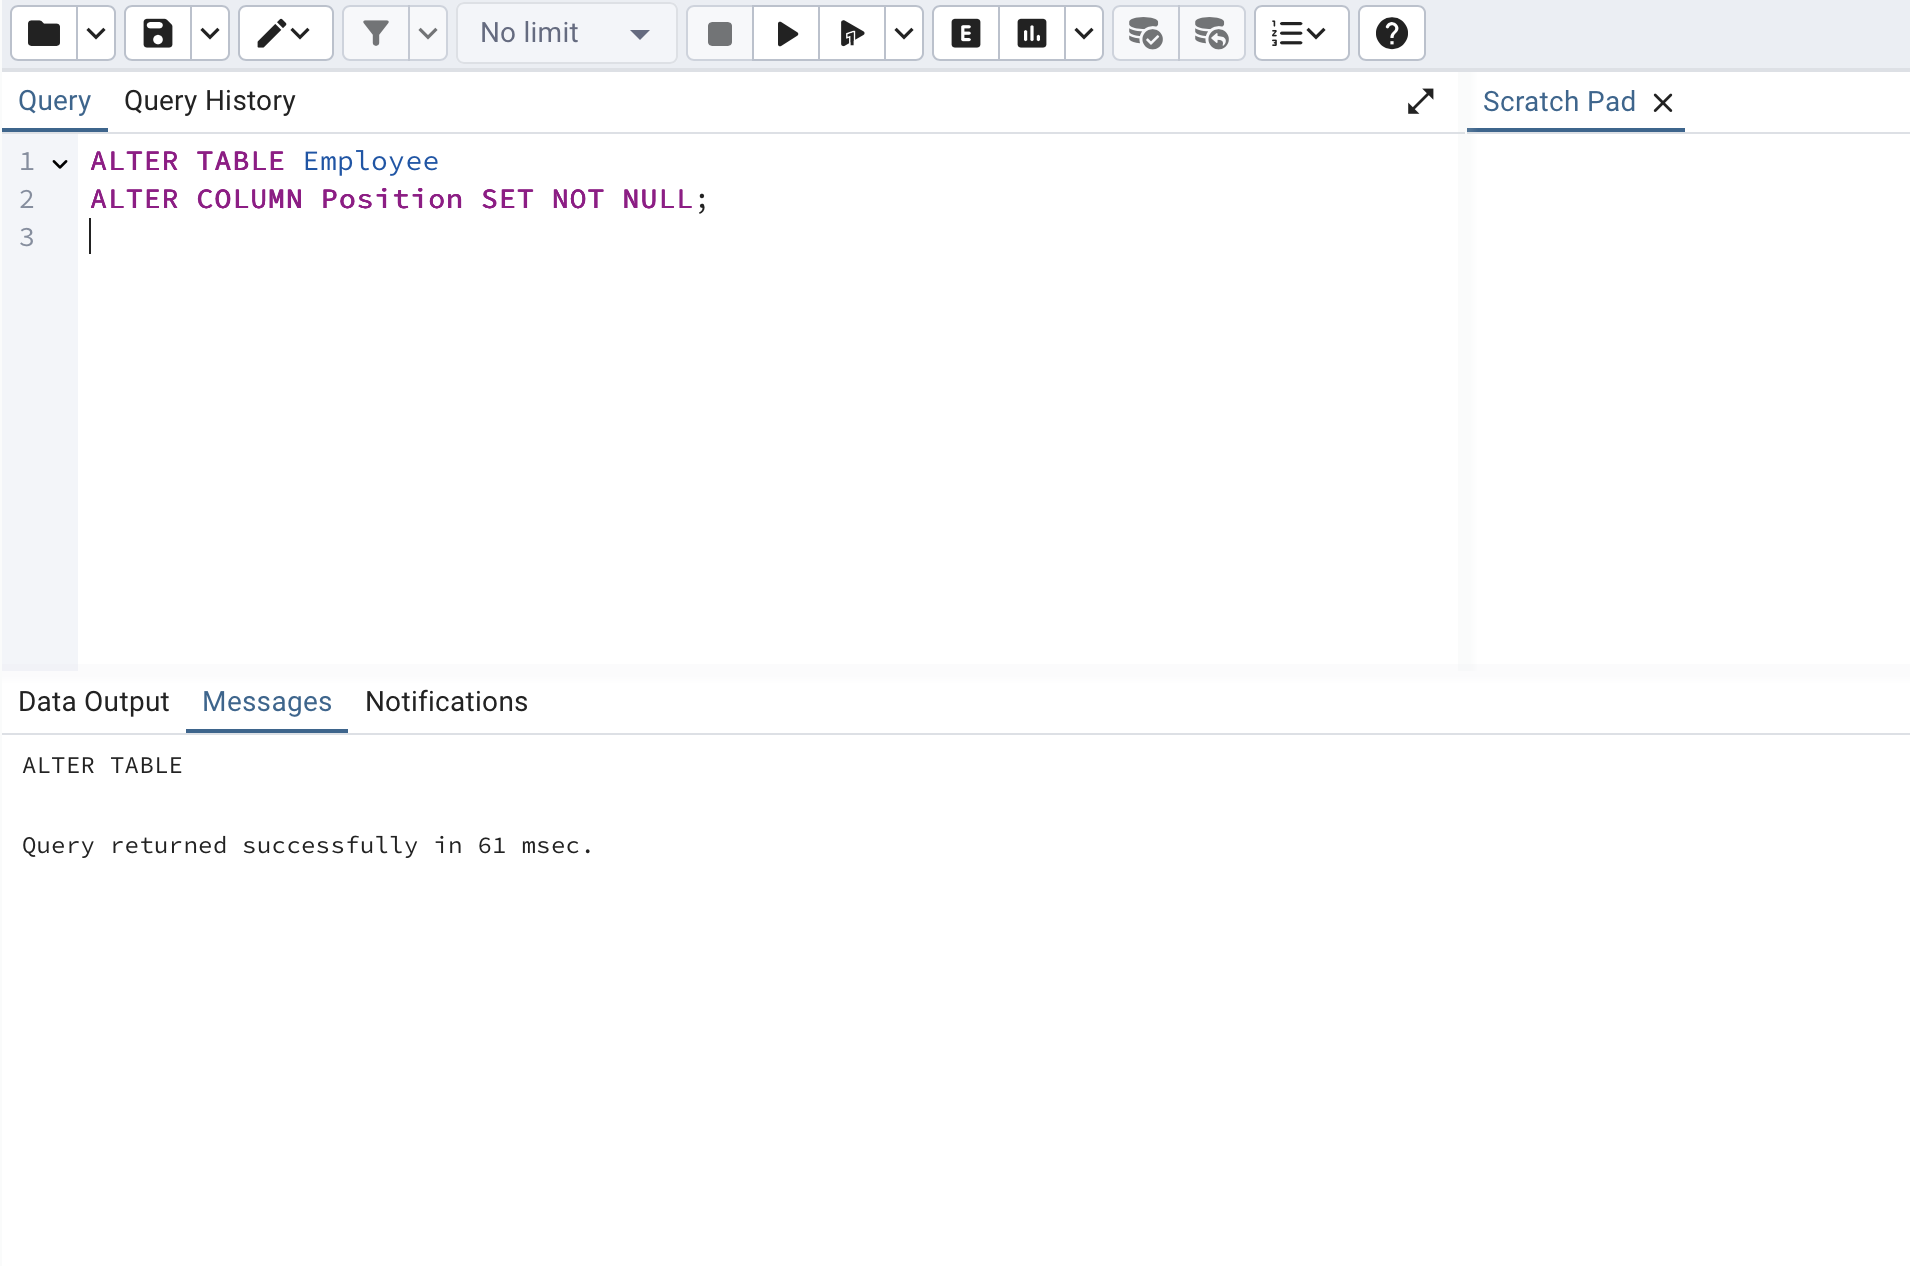 No limit
E
Query Query History Scratch Pad
1 ALTER TABLE Employee
2 ALTER COLUMN Position SET NOT NULL;
3
Data Output Messages Notifications
ALTER TABLE
Query returned successfully in 61 msec.